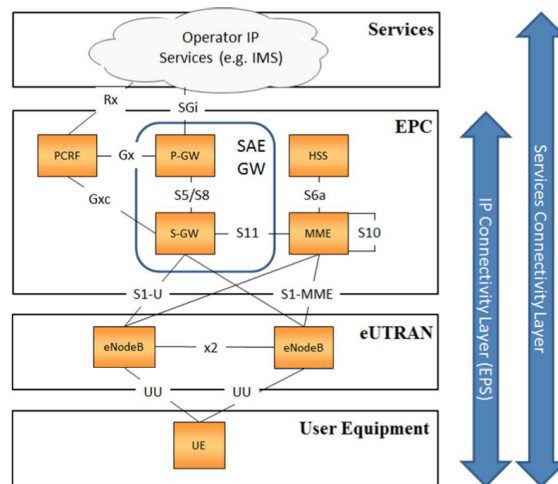 Services
Operator IP
Services (e.g. IMS)
Rx
SGi
EPC
PCRF
Gx
P-GW
SAE
GW
HSS
Gxc
S5/S8
S6a
S-GW
S11
MME
S10
S1-U
S1-MME
eUTRAN
eNodeB
x2
eNodeB
UU
UU
User Equipment
UE
IP Connectivity Layer (EPS)
Services Connectivity Layer